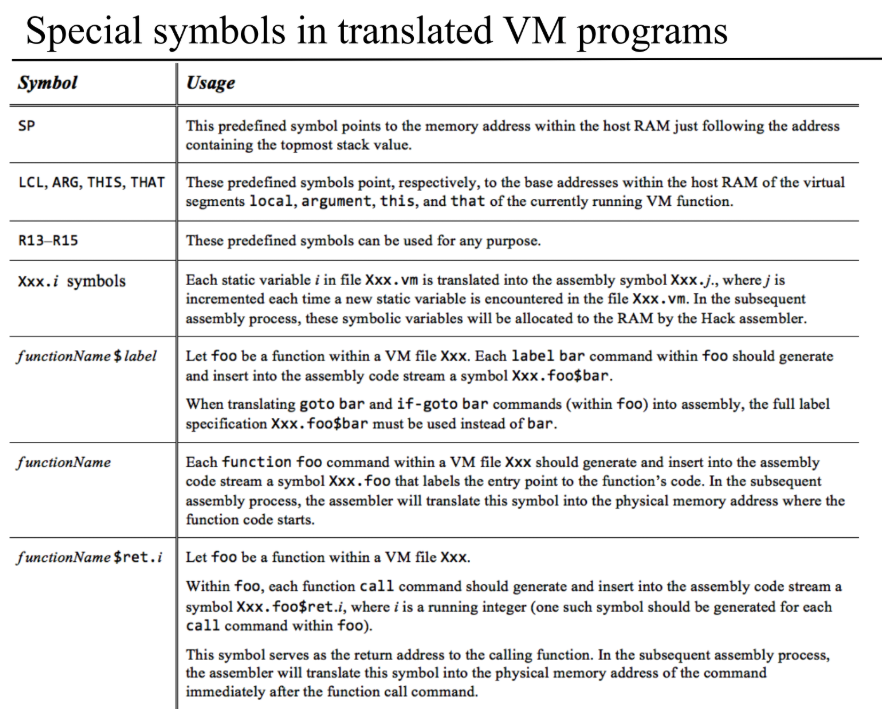 Special symbols in translated VM programs
Symbol Usage
SP This predefined symbol points to the memory address within the host RAM just following the address
containing the topmost stack value.
LCL, ARG, THIS, THAT These predefined symbols point, respectively, to the base addresses within the host RAM of the virtual
segments local, argument, this, and that of the currently running VM function.
R13–R15 These predefined symbols can be used for any purpose.
Xxx.i symbols Each static variable i in file Xxx.vm is translated into the assembly symbol Xxx.j., where j is
incremented each time a new static variable is encountered in the file Xxx.vm. In the subsequent
assembly process, these symbolic variables will be allocated to the RAM by the Hack assembler.
functionName$label Let foo be a function within a VM file Xxx. Each label bar command within foo should generate
and insert into the assembly code stream a symbol Xxx.foo$bar.
When translating goto bar and if-goto bar commands (within foo) into assembly, the full label
specification Xxx.foo$bar must be used instead of bar.
functionName Each function foo command within a VM file Xxx should generate and insert into the assembly
code stream a symbol Xxx.foo that labels the entry point to the function's code. In the subsequent
assembly process, the assembler will translate this symbol into the physical memory address where the
function code starts.
functionName$ret.i Let foo be a function within a VM file Xxx.
Within foo, each function call command should generate and insert into the assembly code stream a
symbol Xxx.foo$ret.i, where i is a running integer (one such symbol should be generated for each
call command within foo).
This symbol serves as the return address to the calling function. In the subsequent assembly process,
the assembler will translate this symbol into the physical memory address of the command
immediately after the function call command.